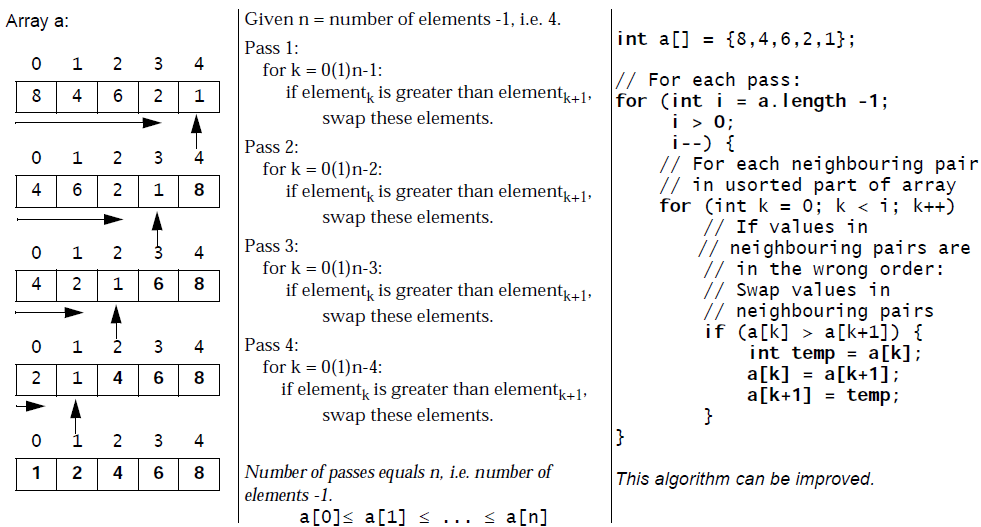 Array a:
0 1 2 3 4
8 4 6 2 1
0 1 2 3 4
4 6 2 1 8
0 1 2 3 4
4 2 1 6 8
0 1 2 3 4
2 1 4 6 8
0 1 2 3 4
1 2 4 6 8
Given n = number of elements -1, i.e. 4.
Pass 1:
for k = 0(1)n-1:
if elementk is greater than elementk+1,
swap these elements.
Pass 2:
for k = 0(1)n-2:
if elementk is greater than elementk+1,
swap these elements.
Pass 3:
for k = 0(1)n-3:
if elementk is greater than elementk+1,
swap these elements.
Pass 4:
for k = 0(1)n-4:
if elementk is greater than elementk+1,
swap these elements.
Number of passes equals n, i.e. number of
elements -1.
a[0]≤ a[1] ≤ ... ≤ a[n]
int a[] = {8,4,6,2,1};
// For each pass:
for (int i = a.length -1;
i > 0;
i--) {
// For each neighbouring pair
// in usorted part of array
for (int k = 0; k < i; k++)
// If values in
// neighbouring pairs are
// in the wrong order:
// Swap values in
// neighbouring pairs
if (a[k] > a[k+1]) {
int temp = a[k];
a[k] = a[k+1];
a[k+1] = temp;
}
}
This algorithm can be improved.